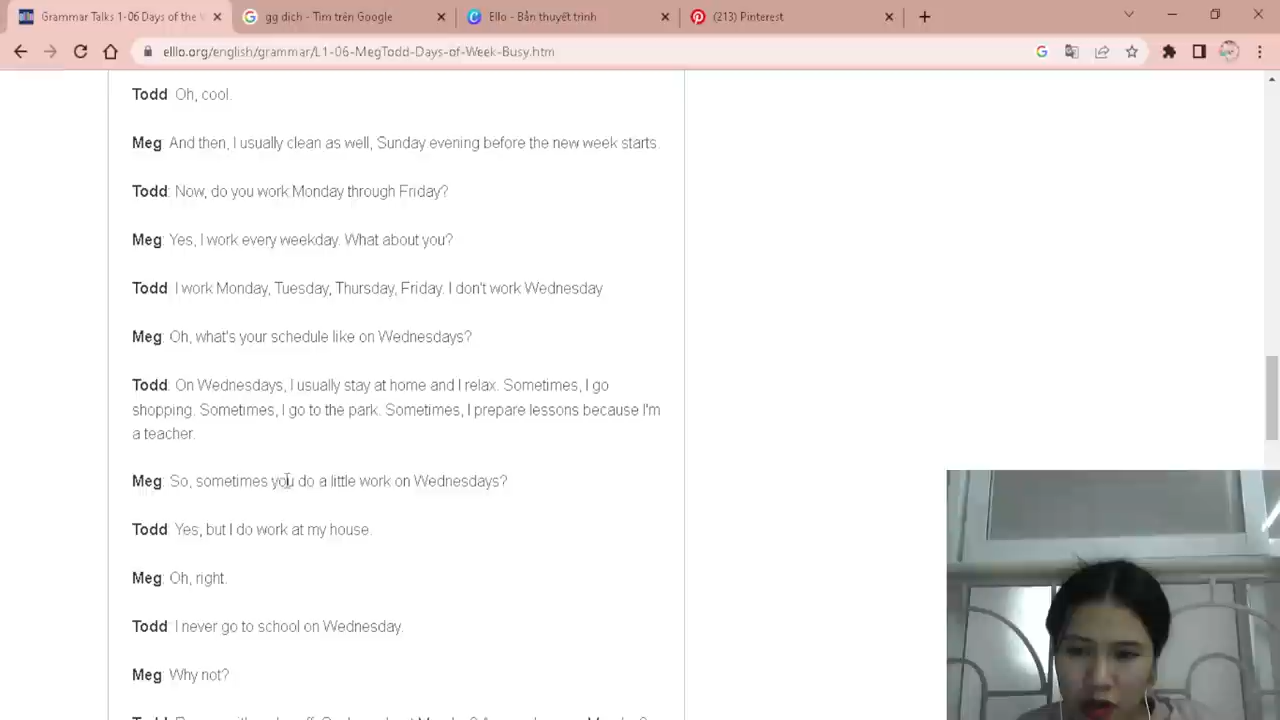 Grammar Talks 1-06 Days of the
gg dịch - Tìm trên Google
Ello - Bản thuyết trình
(213) Pinterest
elllo.org/english/grammar/L1-06-MegTodd-Days-of-Week-Busy.htm
Todd: Oh, cool.
Meg: And then, I usually clean as well, Sunday evening before the new week starts.
Todd: Now, do you work Monday through Friday?
Meg: Yes, I work every weekday. What about you?
Todd: I work Monday, Tuesday, Thursday, Friday. I don't work Wednesday
Meg: Oh, what's your schedule like on Wednesdays?
Todd: On Wednesdays, I usually stay at home and I relax. Sometimes, I go
shopping. Sometimes, I go to the park. Sometimes, I prepare lessons because I'm
a teacher.
Meg: So, sometimes you do a little work on Wednesdays?
Todd: Yes, but I do work at my house.
Meg: Oh, right.
Todd: I never go to school on Wednesday.
Meg: Why not?